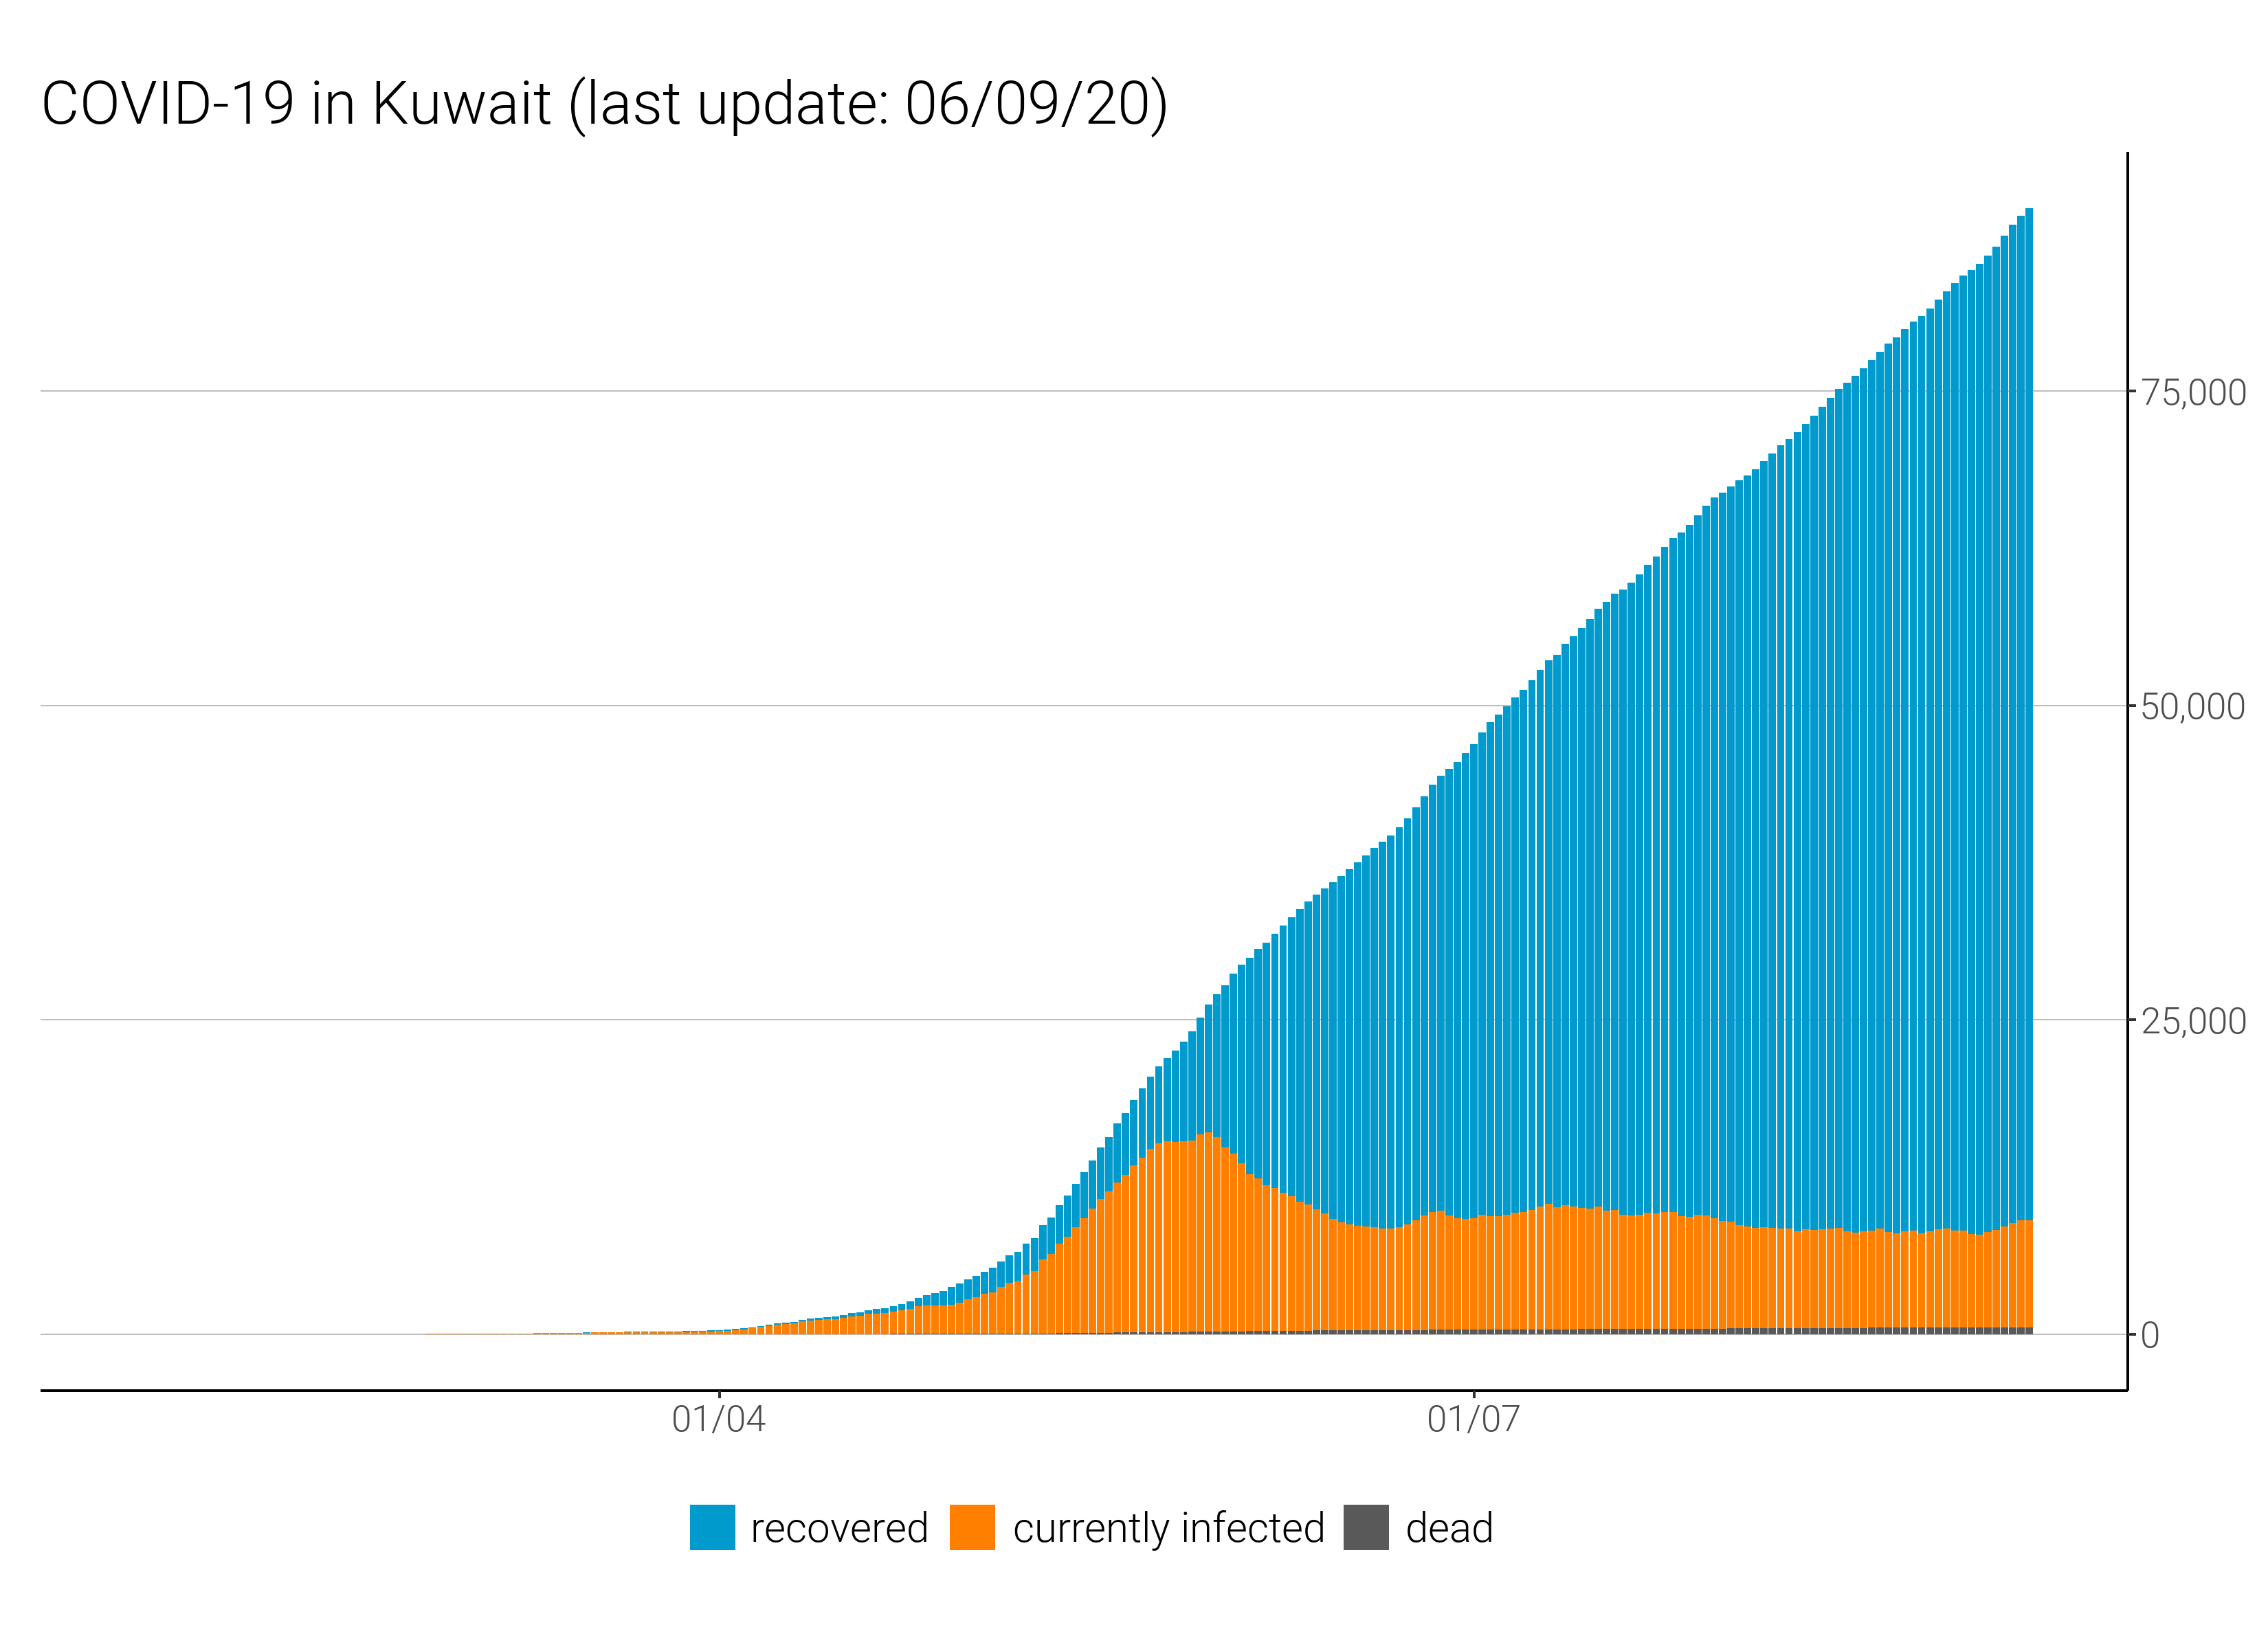 COVID-19 in Kuwait (last update: 06/09/20)
75,000
50,000
25,000
0
01/04 01/07
recovered currently infected dead